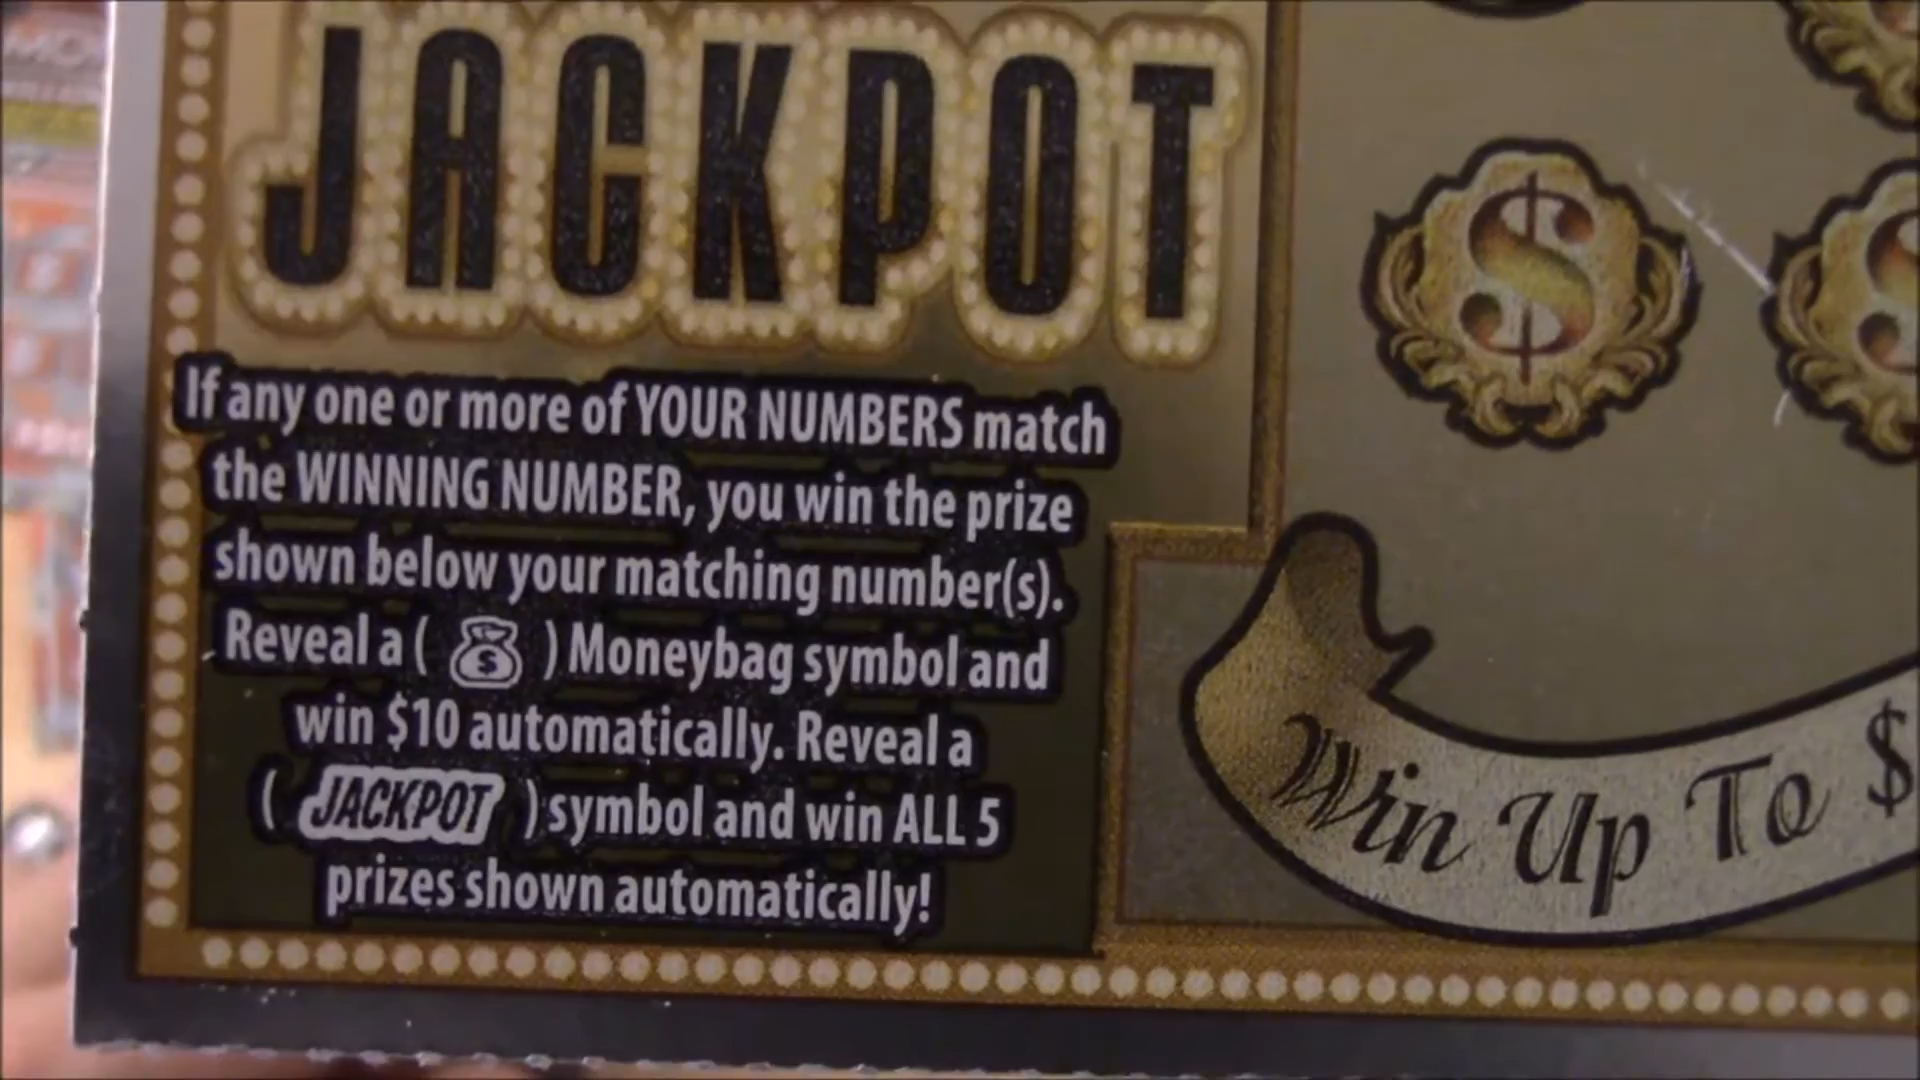 JACKPOT
If any one or more of YOUR NUMBERS match
the WINNING NUMBER, you win the prize
shown below your matching number(s).
Reveal a ( $ ) Moneybag symbol and
win $10 automatically. Reveal a
( JACKPOT ) symbol and win ALL 5
prizes shown automatically!
$
$
Win Up To $